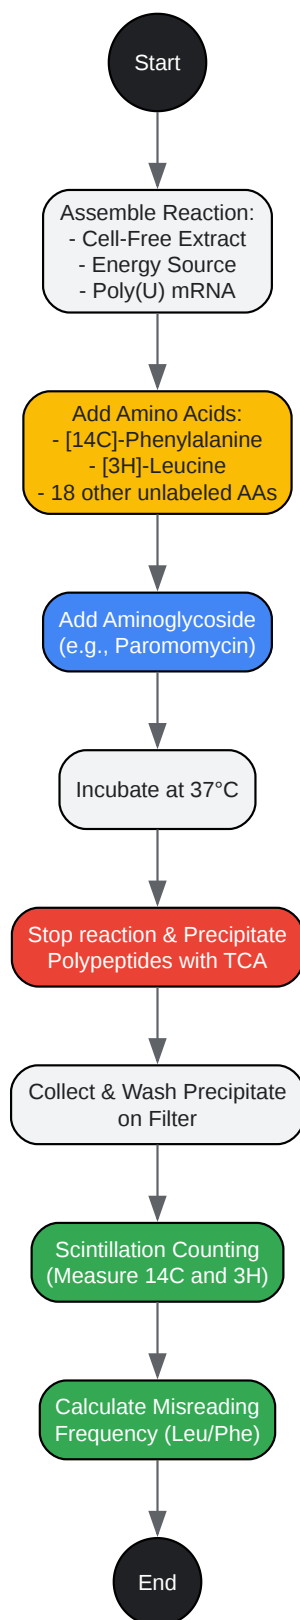 Start
Assemble Reaction:
- Cell-Free Extract
- Energy Source
- Poly(U) mRNA
Add Amino Acids:
- [14C]-Phenylalanine
- [3H]-Leucine
- 18 other unlabeled AAs
Add Aminoglycoside
(e.g., Paromomycin)
Incubate at 37°C
Stop reaction & Precipitate
Polypeptides with TCA
Collect & Wash Precipitate
on Filter
Scintillation Counting
(Measure 14C and 3H)
Calculate Misreading
Frequency (Leu/Phe)
End